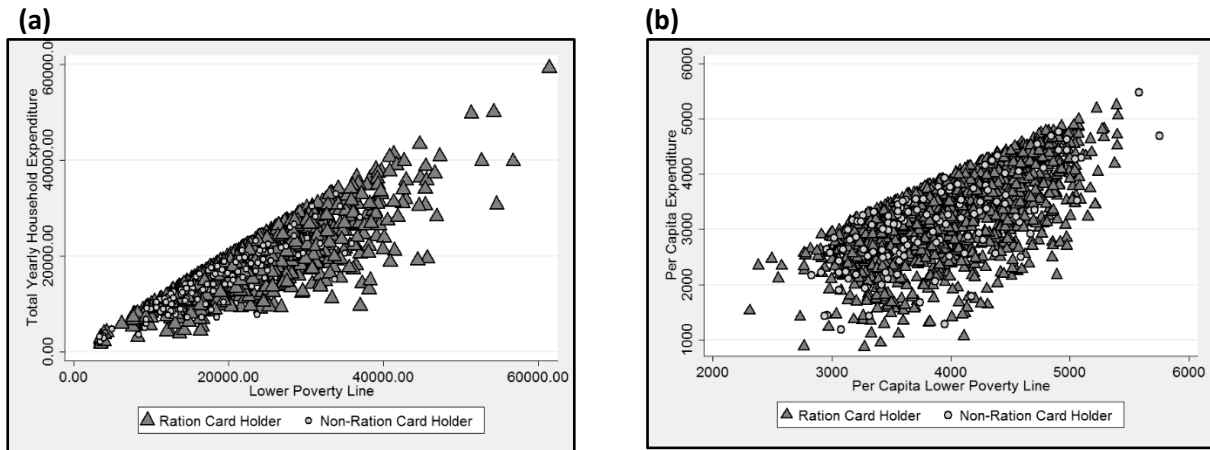 (a)
(b)
Total Yearly Household Expenditure
0.00
20000.00
40000.00
60000.00
0.00 20000.00 40000.00 60000.00
Lower Poverty Line
Ration Card Holder Non-Ration Card Holder
Per Capita Expenditure
1000
2000
3000
4000
5000
6000
2000 3000 4000 5000 6000
Per Capita Lower Poverty Line
Ration Card Holder Non-Ration Card Holder